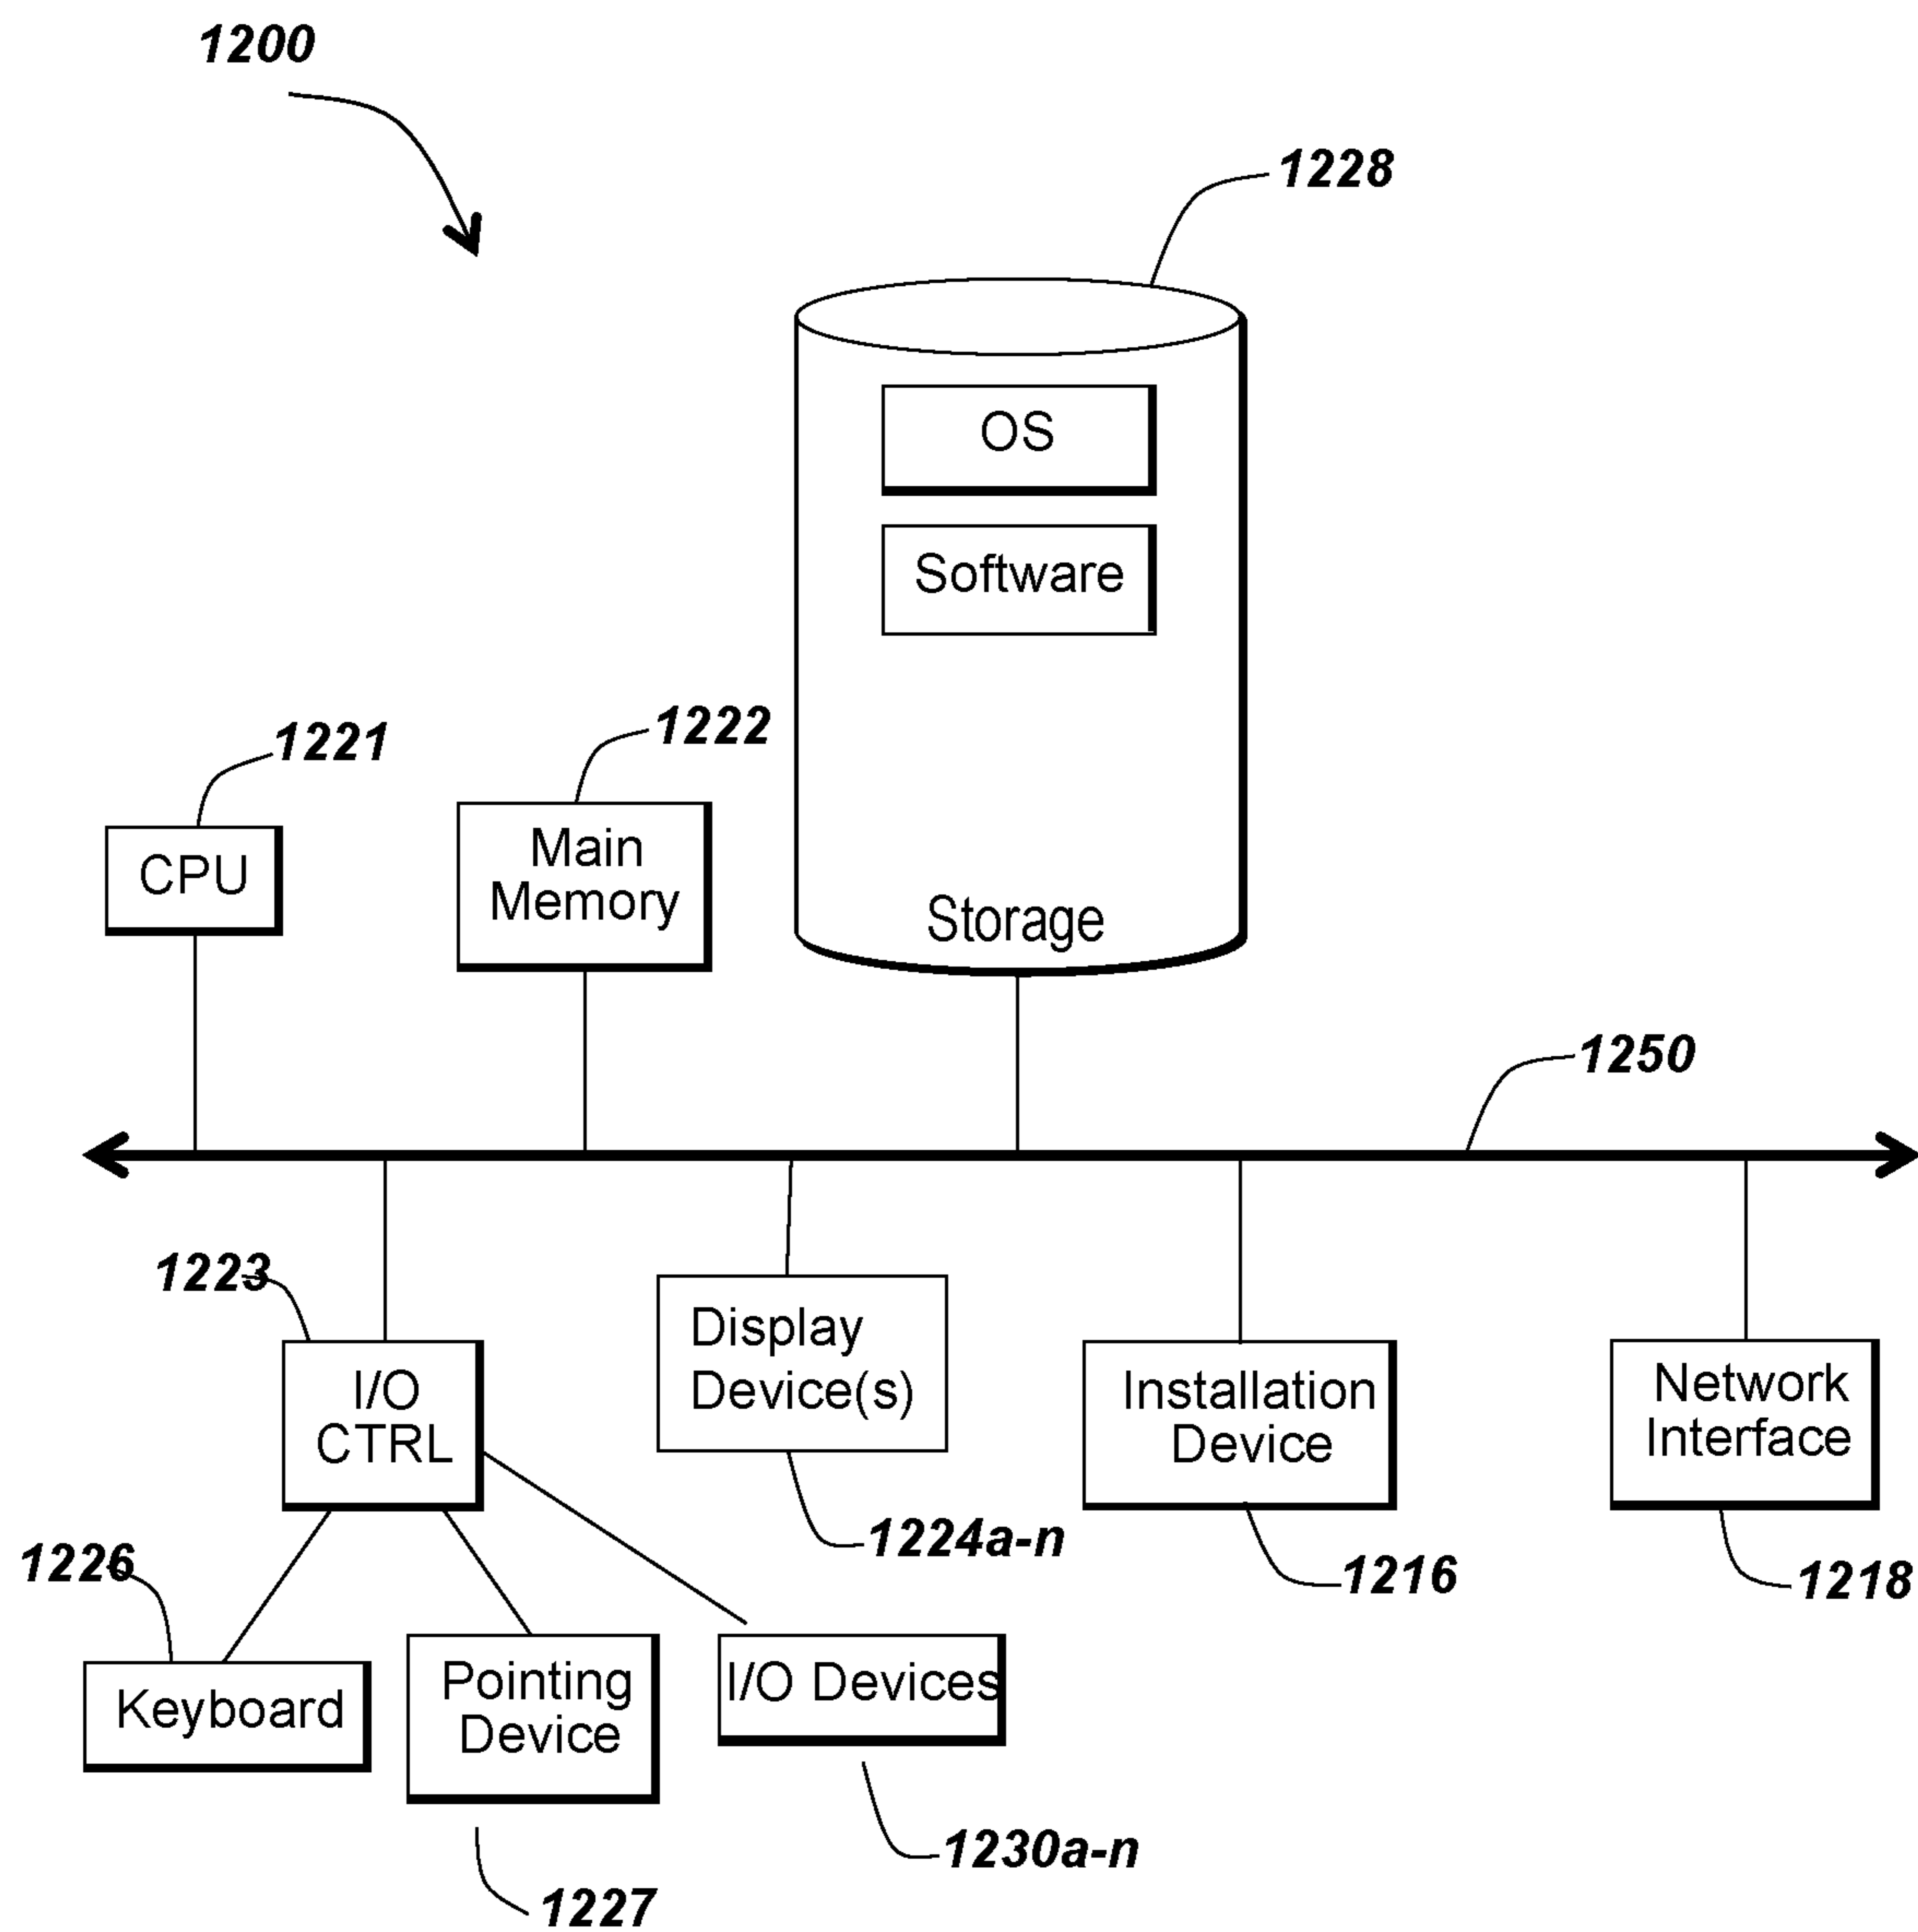 1200
1228
OS
Software
1222
1221
Main
Memory
CPU
Storage
1250
1223
Display
Device(s)
I/O
CTRL
Installation
Device
Network
Interface
1224a-n
1226
1216
1218
Keyboard
Pointing
Device
I/O Devices
1230a-n
1227